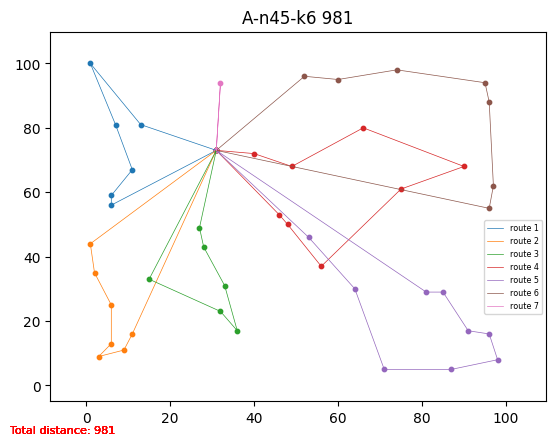 A-n45-k6 981
100
80
60
40
20
0
0 20 40 60 80 100
route 1
route 2
route 3
route 4
route 5
route 6
route 7
Total distance: 981